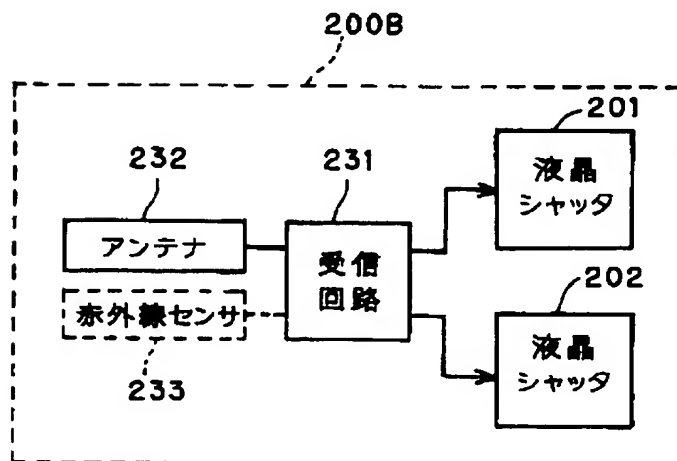 200B
201
液晶
シャッタ
232
231
アンテナ
受信
回路
赤外線センサ
233
202
液晶
シャッタ